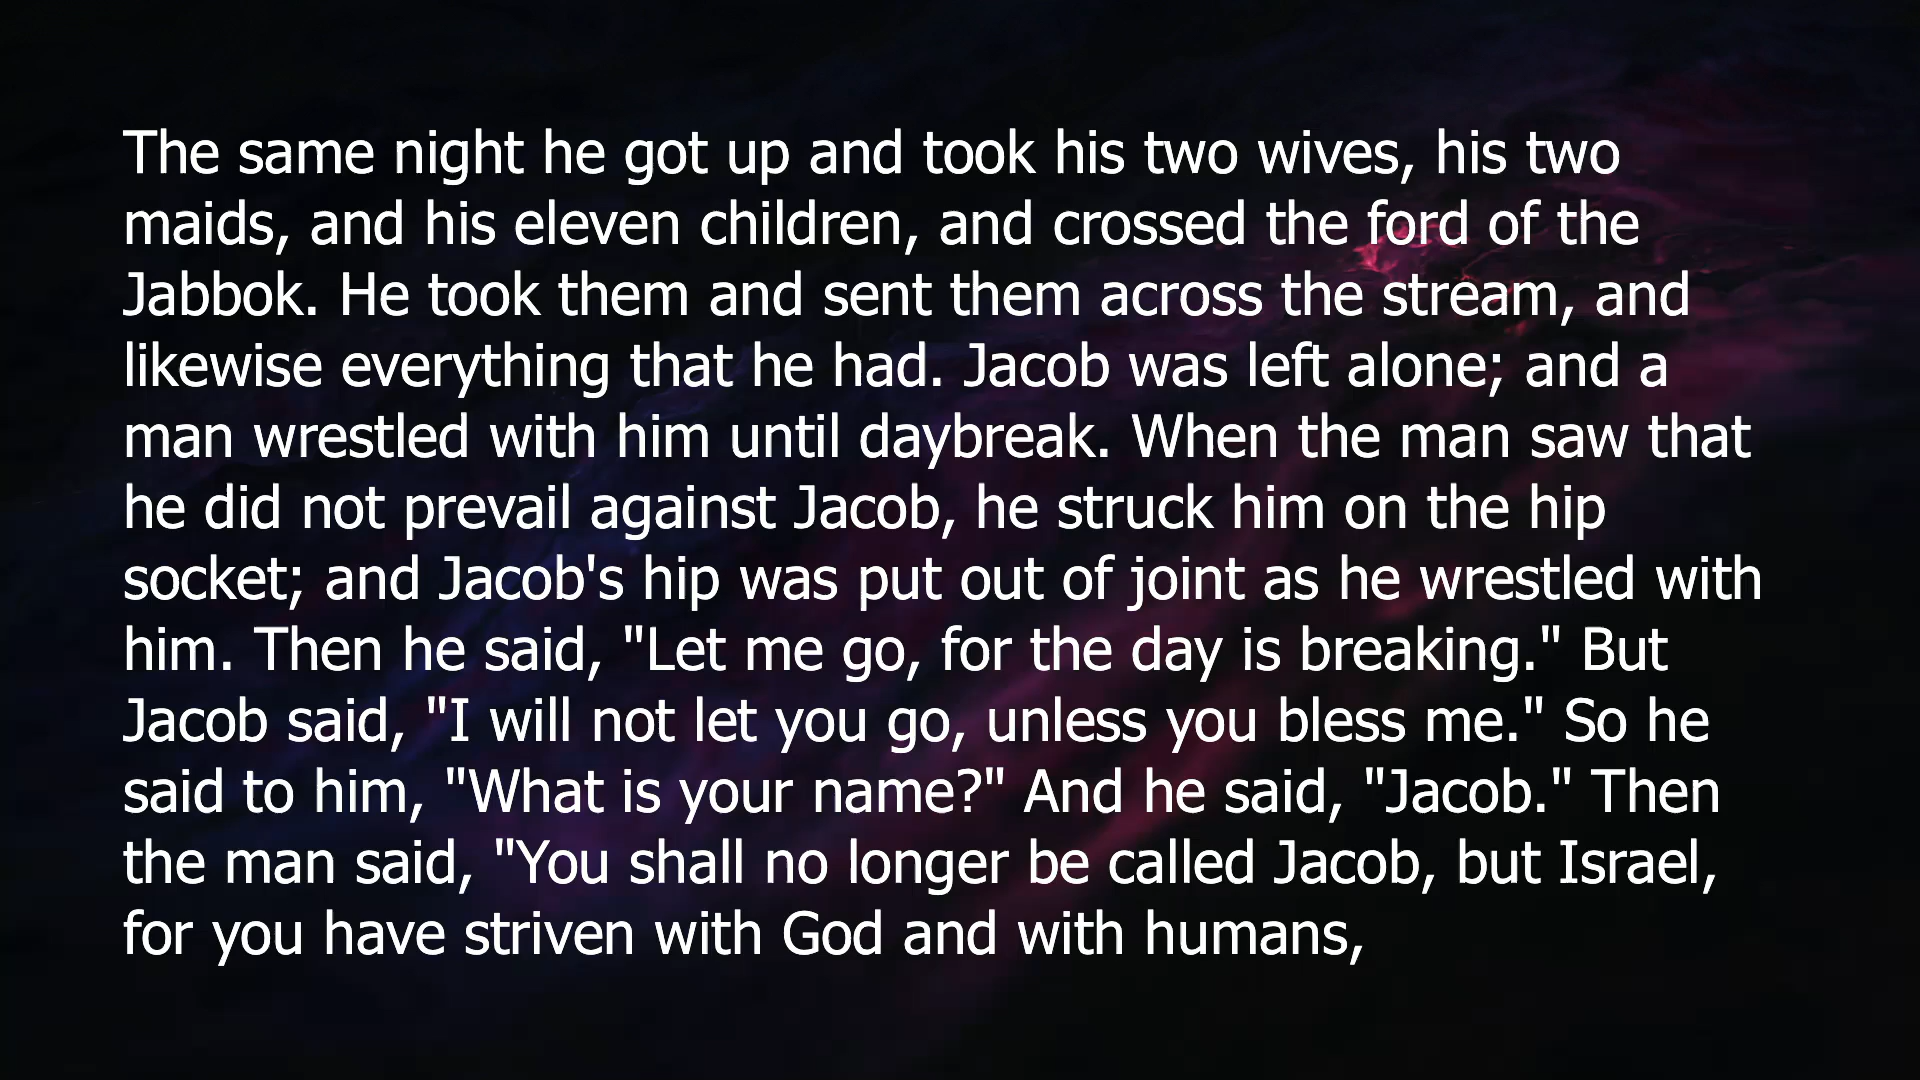 The same night he got up and took his two wives, his two
maids, and his eleven children, and crossed the ford of the
Jabbok. He took them and sent them across the stream, and
likewise everything that he had. Jacob was left alone; and a
man wrestled with him until daybreak. When the man saw that
he did not prevail against Jacob, he struck him on the hip
socket; and Jacob's hip was put out of joint as he wrestled with
him. Then he said, "Let me go, for the day is breaking." But
Jacob said, "I will not let you go, unless you bless me." So he
said to him, "What is your name?" And he said, "Jacob." Then
the man said, "You shall no longer be called Jacob, but Israel,
for you have striven with God and with humans,